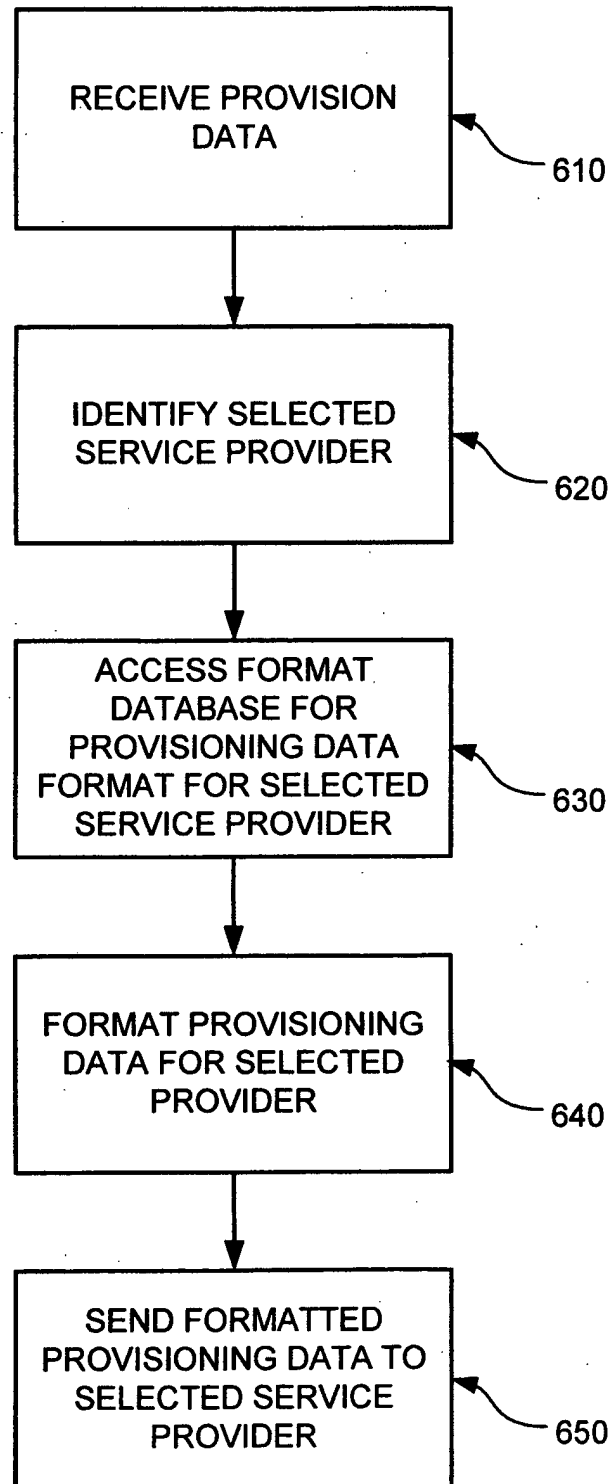 RECEIVE PROVISION
DATA
610
IDENTIFY SELECTED
SERVICE PROVIDER
620
ACCESS FORMAT
DATABASE FOR
PROVISIONING DATA
FORMAT FOR SELECTED
SERVICE PROVIDER
630
FORMAT PROVISIONING
DATA FOR SELECTED
PROVIDER
640
SEND FORMATTED
PROVISIONING DATA TO
SELECTED SERVICE
PROVIDER
650